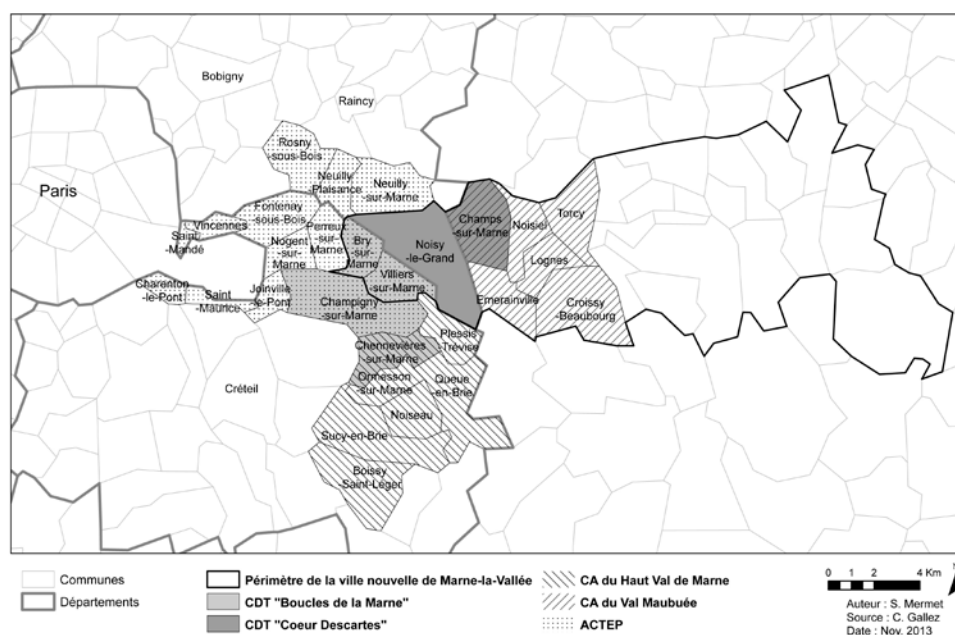 Bobigny
Raincy
Rosny
-sous-Bois
Neuilly
-Plaisance
Neuilly
-sur-Marne
Paris
Fontenay
-sous-Bois
Vincennes
Saint
-Mandé
Perreux
-sur-
Marne
Nogent
-sur-
Marne
Bry
-sur-
Marne
Noisy
-le-Grand
Champs
-sur-Marne
Noisiel
Torcy
Lognes
Villiers
-sur-Marne
Emerainville
Croissy
-Beaubourg
Charenton
-le-Pont
Saint
-Maurice
Joinville
-le-Pont
Champigny
-sur-Marne
Plessis
-Trévise
Chennevières
-sur-Marne
Ormesson
-sur-Marne
Queue
-en-Brie
Créteil
Noiseau
Sucy-en-Brie
Boissy
-Saint-Léger
Communes
Départements
Périmètre de la ville nouvelle de Marne-la-Vallée
CDT "Boucles de la Marne"
CDT "Coeur Descartes"
CA du Haut Val de Marne
CA du Val Maubuée
ACTEP
0 1 2 4 Km
Auteur : S. Mermet
Source : C. Gallez
Date : Nov. 2013